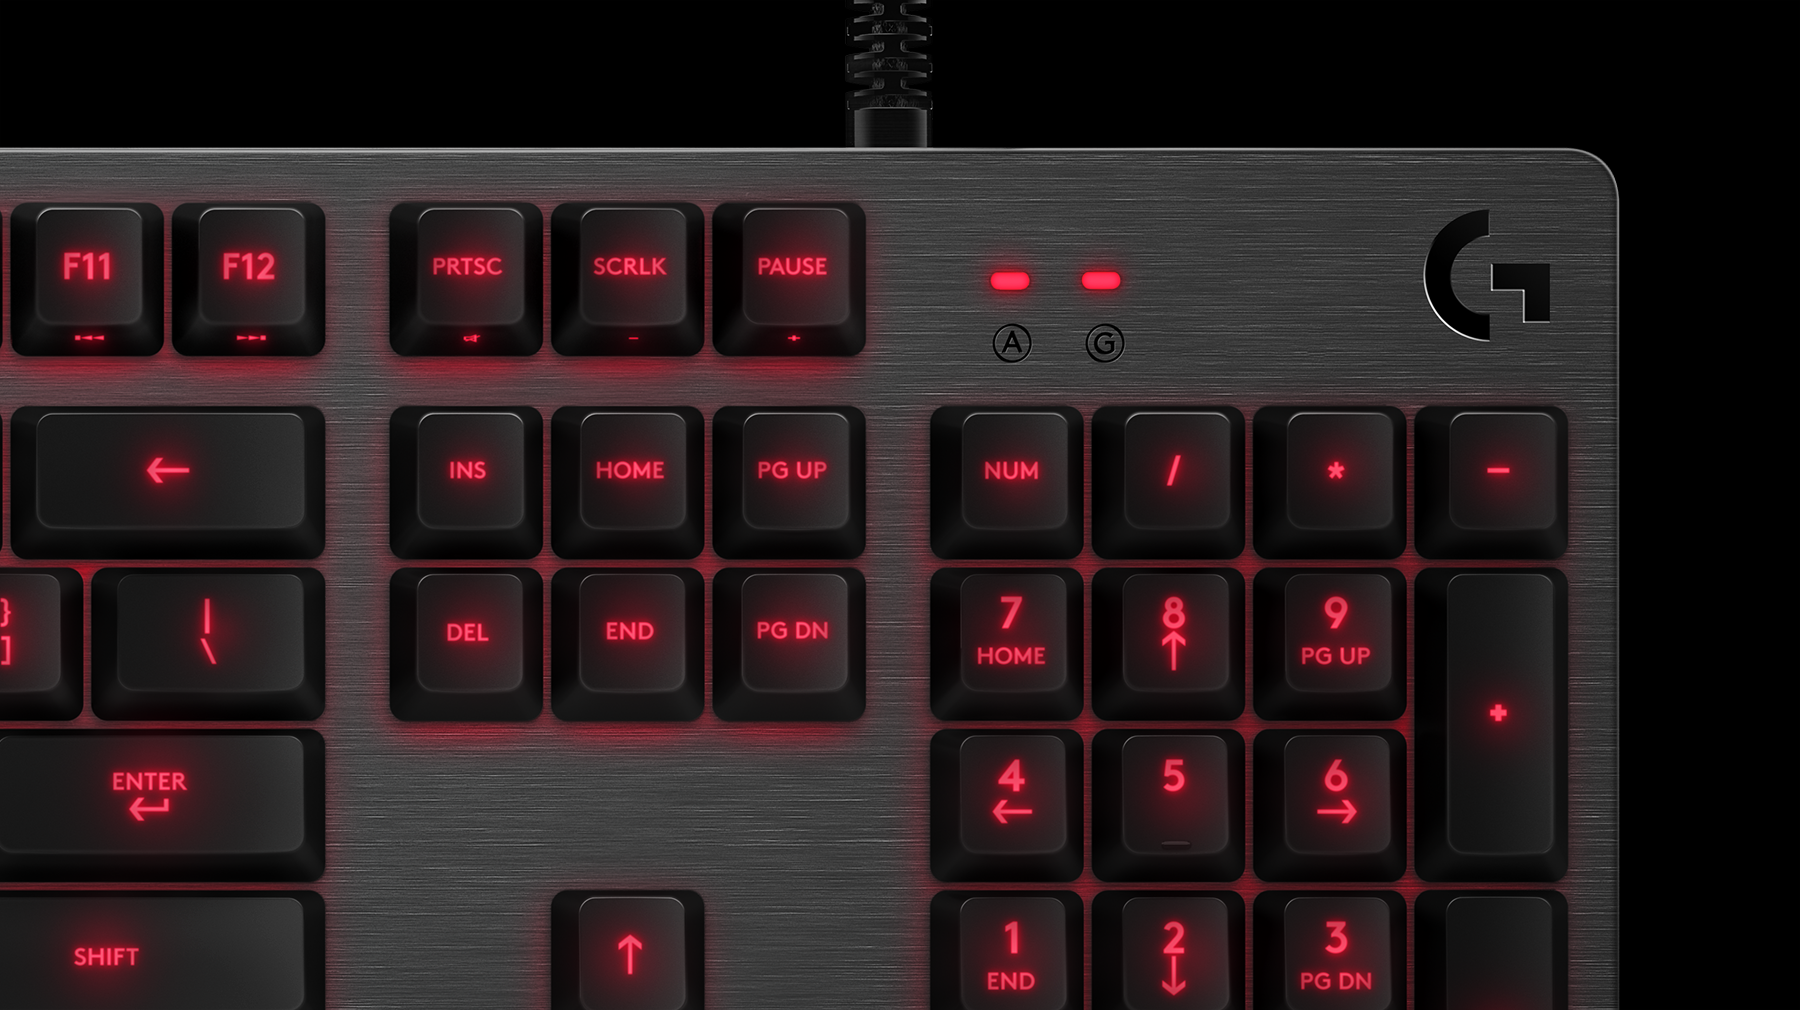 F11
F12
PRTSC
SCRLK
PAUSE
A
G
G
←
INS
HOME
PG UP
NUM
/
*
-
}
]
|
\
DEL
END
PG DN
7
HOME
8
↑
9
PG UP
+
ENTER
↵
4
←
5
6
→
SHIFT
↑
1
END
2
↓
3
PG DN